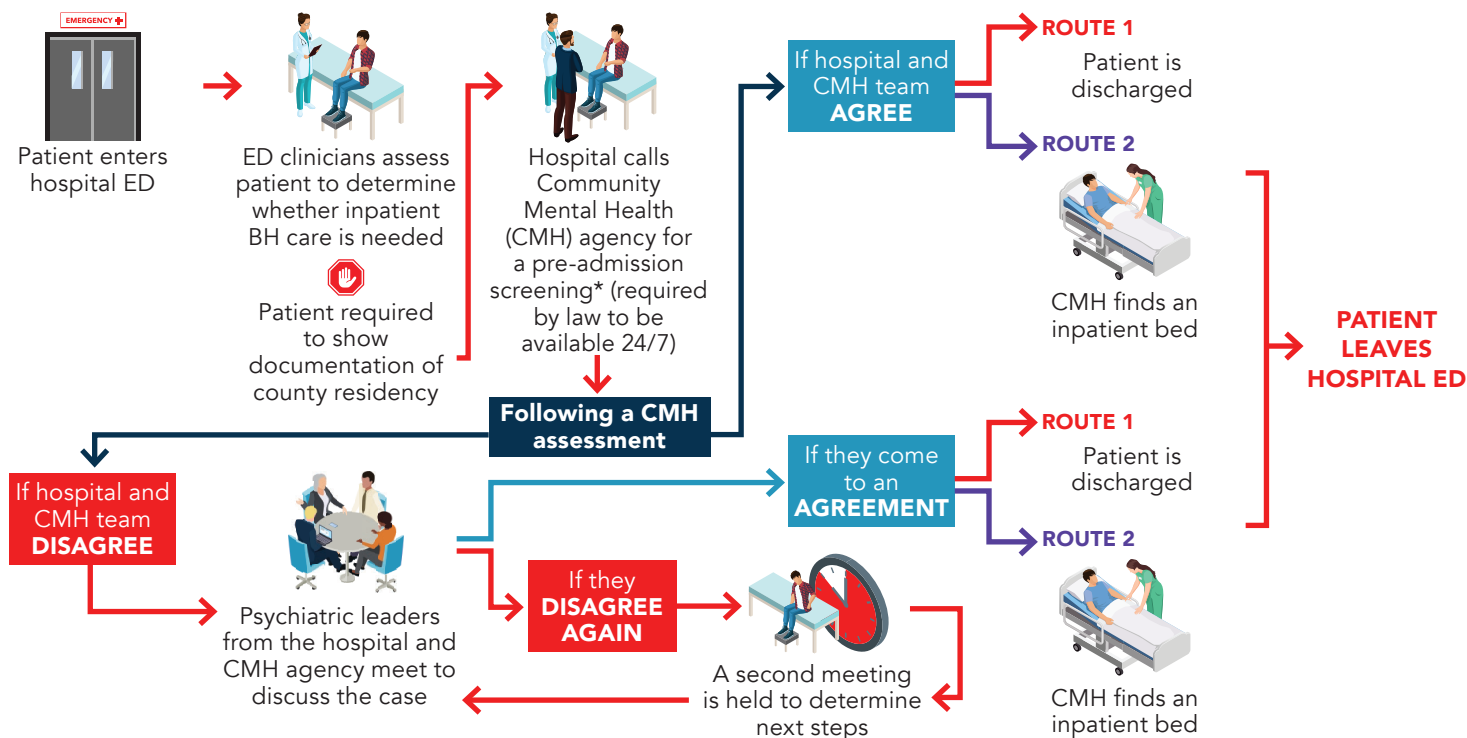 EMERGENCY
Patient enters
hospital ED
ED clinicians assess
patient to determine
whether inpatient
BH care is needed
Patient required
to show
documentation of
county residency
Hospital calls
Community
Mental Health
(CMH) agency for
a pre-admission
screening* (required
by law to be
available 24/7)
Following a CMH
assessment
If hospital and
CMH team
AGREE
ROUTE 1
Patient is
discharged
ROUTE 2
CMH finds an
inpatient bed
If hospital and
CMH team
DISAGREE
Psychiatric leaders
from the hospital and
CMH agency meet to
discuss the case
If they come
to an
AGREEMENT
ROUTE 1
Patient is
discharged
ROUTE 2
CMH finds an
inpatient bed
If they
DISAGREE
AGAIN
A second meeting
is held to determine
next steps
PATIENT
LEAVES
HOSPITAL ED